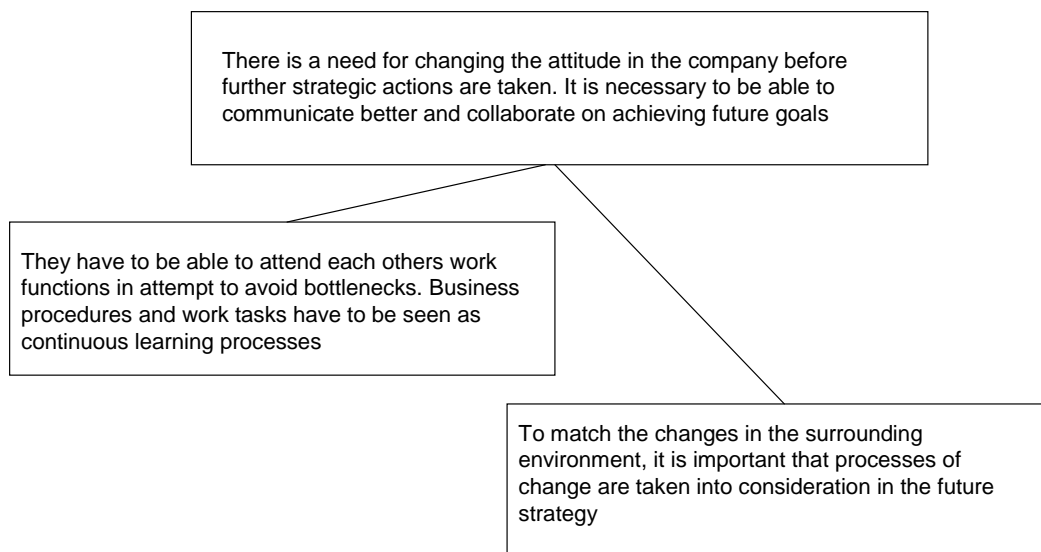 There is a need for changing the attitude in the company before
further strategic actions are taken. It is necessary to be able to
communicate better and collaborate on achieving future goals
They have to be able to attend each others work
functions in attempt to avoid bottlenecks. Business
procedures and work tasks have to be seen as
continuous learning processes
To match the changes in the surrounding
environment, it is important that processes of
change are taken into consideration in the future
strategy